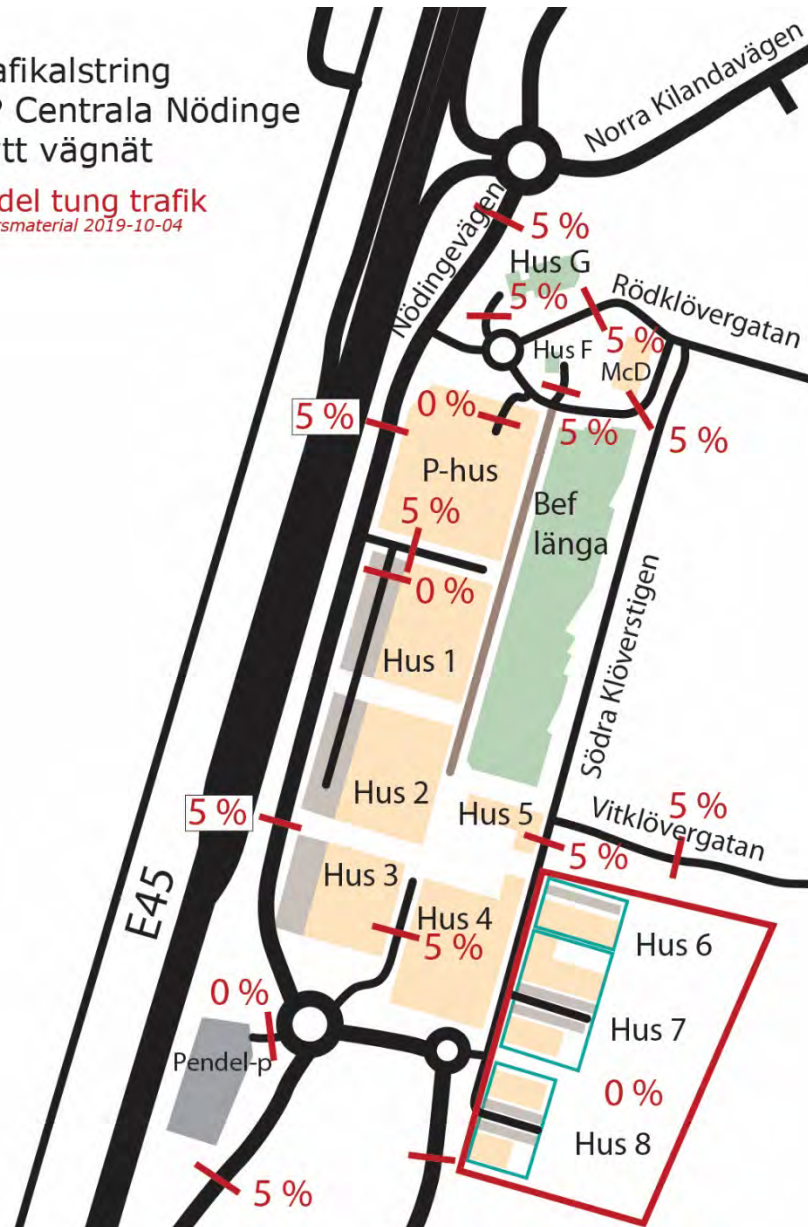 afikalstring
P Centrala Nödinge
tt vägnät
del tung trafik
rsmaterial 2019-10-04
Norra Kilandavägen
Nödingevägen
5 %
Hus G
5 %
Rödklövergatan
5 %
Hus F
McD
5 %
0 %
5 %
5 %
P-hus
5 %
Bef
länga
0 %
Hus 1
Södra Klöverstigen
Hus 2
Hus 5
5 %
Vitklövergatan
5 %
5 %
Hus 3
E45
Hus 4
5 %
Hus 6
0 %
Hus 7
Pendel-p
0 %
Hus 8
5 %